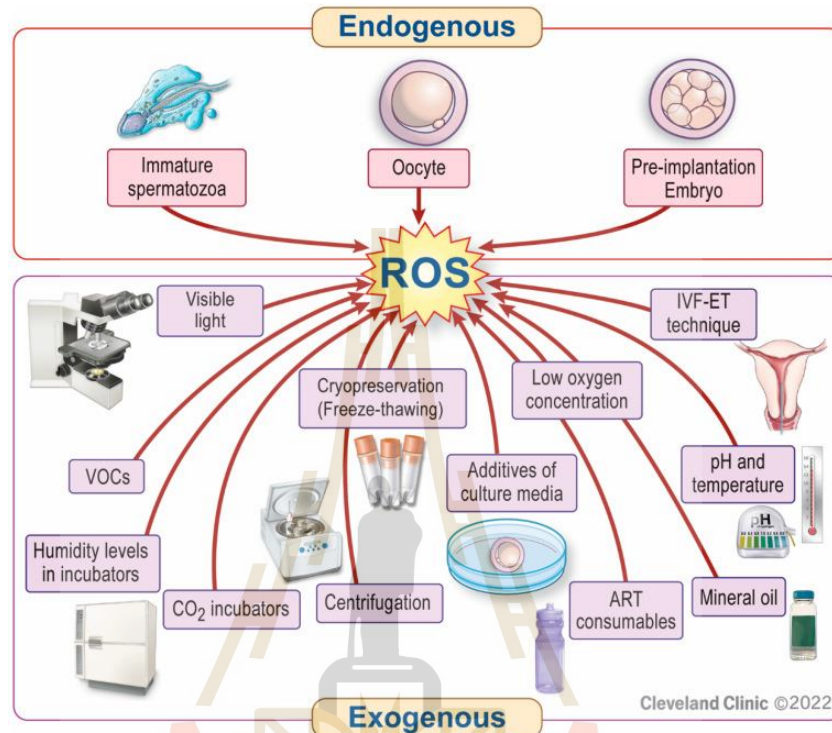 Endogenous
Immature
spermatozoa
Oocyte
Pre-implantation
Embryo
ROS
Visible
light
IVF-ET
technique
Cryopreservation
(Freeze-thawing)
Low oxygen
concentration
VOCs
Additives of
culture media
pH and
temperature
pH
Humidity levels
in incubators
CO₂ incubators
Centrifugation
ART
consumables
Mineral oil
Cleveland Clinic ©2022
Exogenous